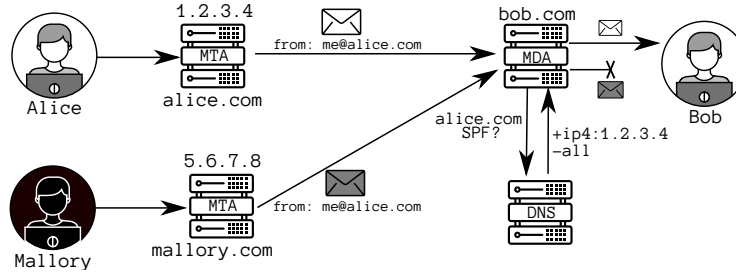 1.2.3.4
MTA
alice.com
Alice
from: me@alice.com
bob.com
MDA
Bob
alice.com
SPF?
+ip4:1.2.3.4
-all
DNS
5.6.7.8
MTA
mallory.com
Mallory
from: me@alice.com